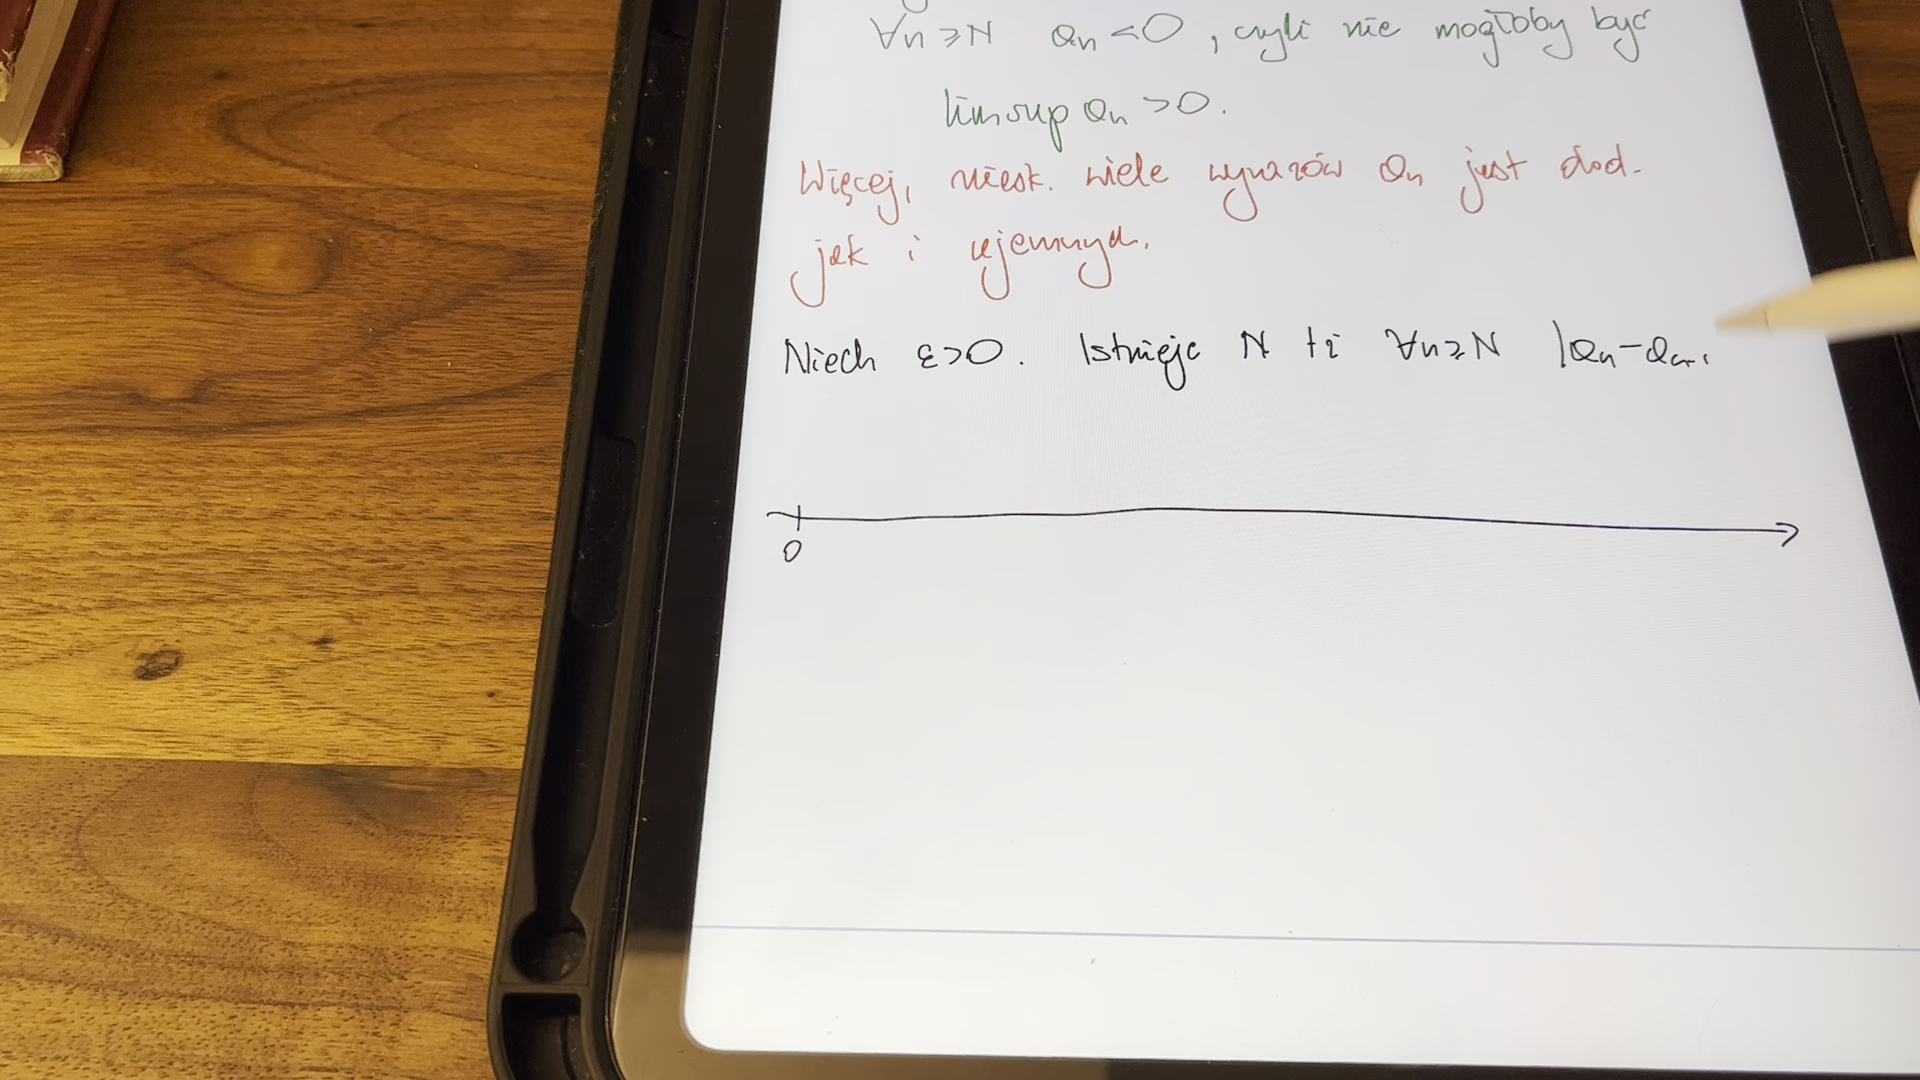 ∀n≥N an<0, czyli nie mogłoby być
limsup an >0.
Więcej, niesk. wiele wyrazów an jest dod.
jak i ujemnych.
Niech ε>0. Istnieje N tż ∀n≥N |an-an+
0